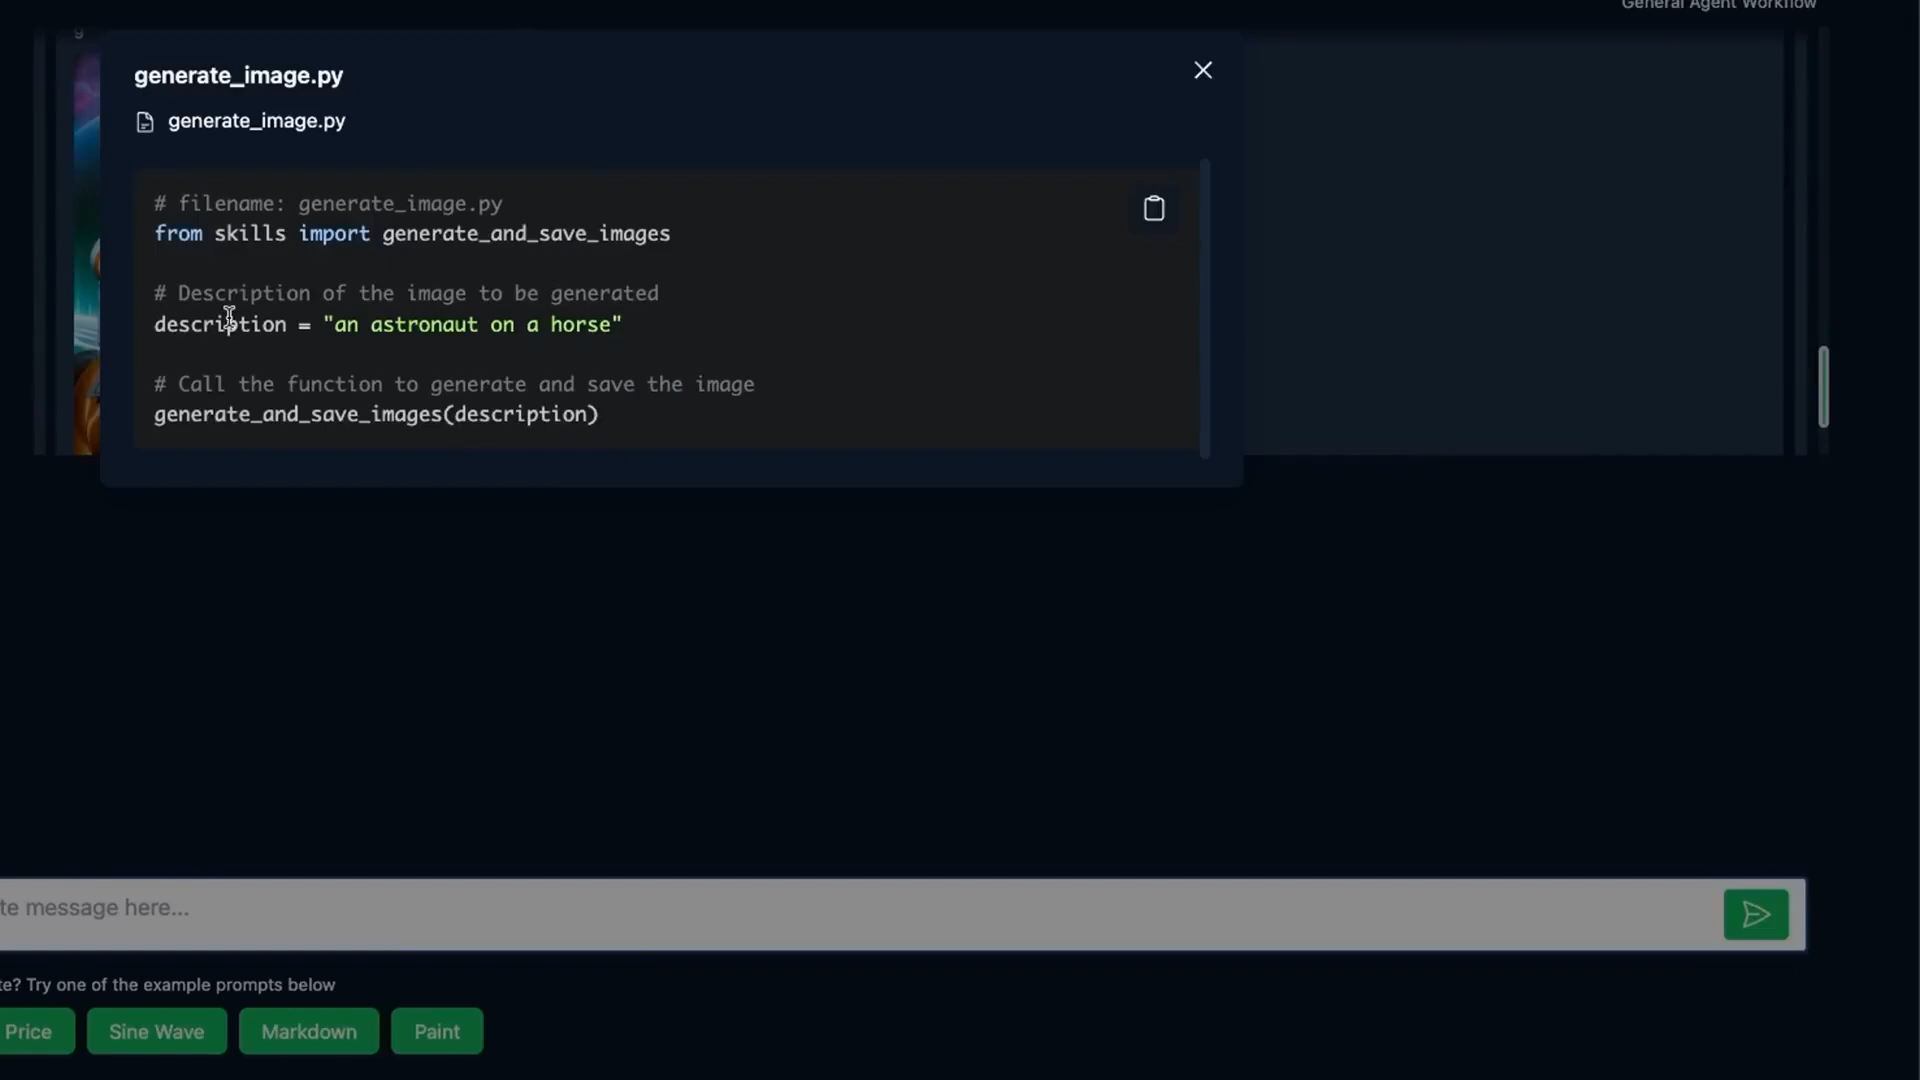 General Agent Workflow
generate_image.py
generate_image.py
# filename: generate_image.py
from skills import generate_and_save_images
# Description of the image to be generated
description = "an astronaut on a horse"
# Call the function to generate and save the image
generate_and_save_images(description)
te message here...
te? Try one of the example prompts below
Price
Sine Wave
Markdown
Paint